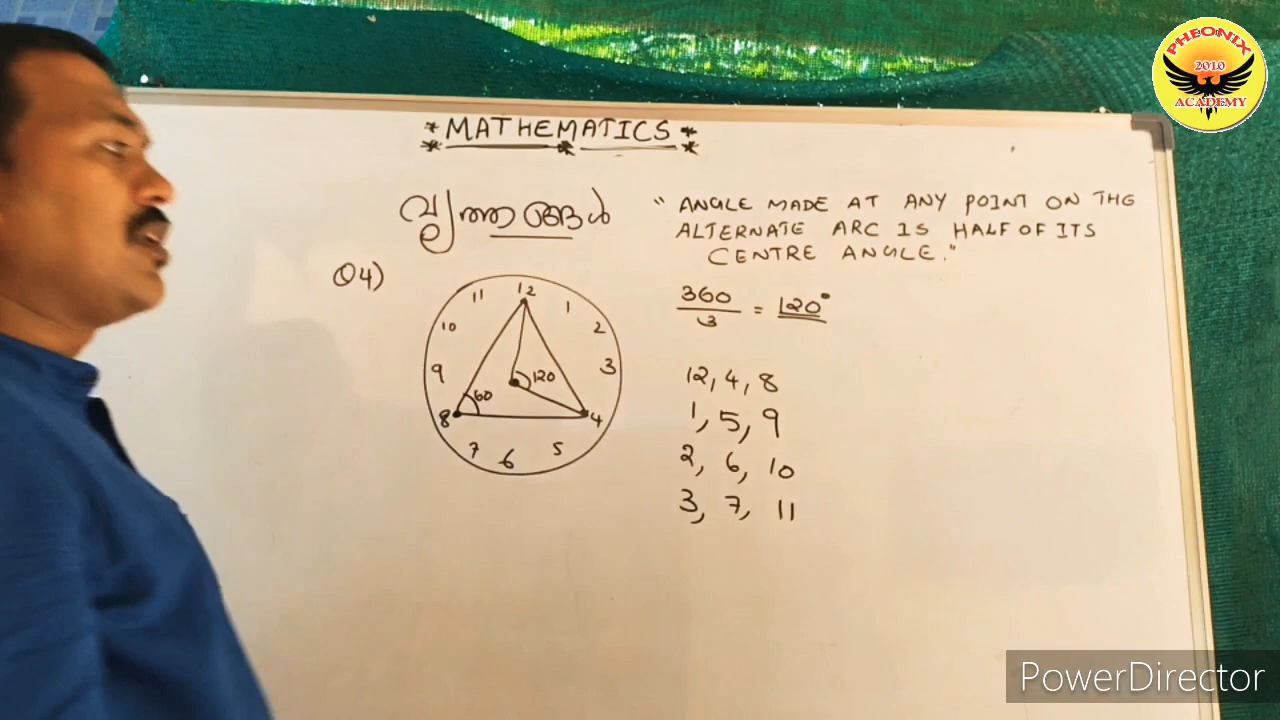 PHEONIX
2010
ACADEMY
* MATHEMATICS *
* * *
വൃത്തങ്ങൾ
" ANGLE MADE AT ANY POINT ON THE
ALTERNATE ARC IS HALF OF ITS
CENTRE ANGLE."
Q4)
12
11
1
10
2
9
3
120
60
8
4
7
6
5
360/3 = 120°
12, 4, 8
1, 5, 9
2, 6, 10
3, 7, 11
PowerDirector